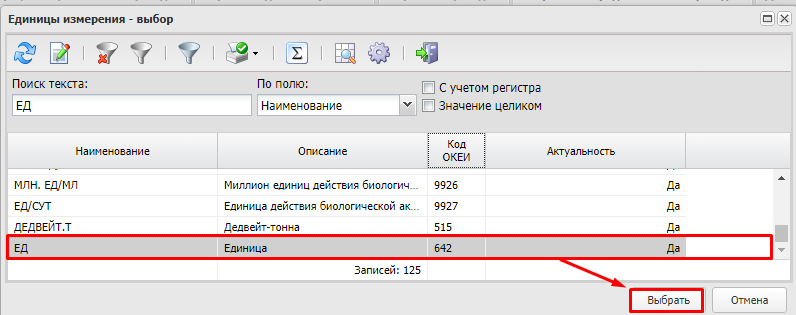 Единицы измерения - выбор
Поиск текста:
По полю:
С учетом регистра
ЕД
Наименование
Значение целиком
Наименование
Описание
Код ОКЕИ
Актуальность
МЛН. ЕД/МЛ Миллион единиц действия биологич... 9926 Да
ЕД/СУТ Единица действия биологической ак... 9927 Да
ДЕДВЕЙТ.Т Дедвейт-тонна 515 Да
ЕД Единица 642 Да
Записей: 125
Выбрать
Отмена